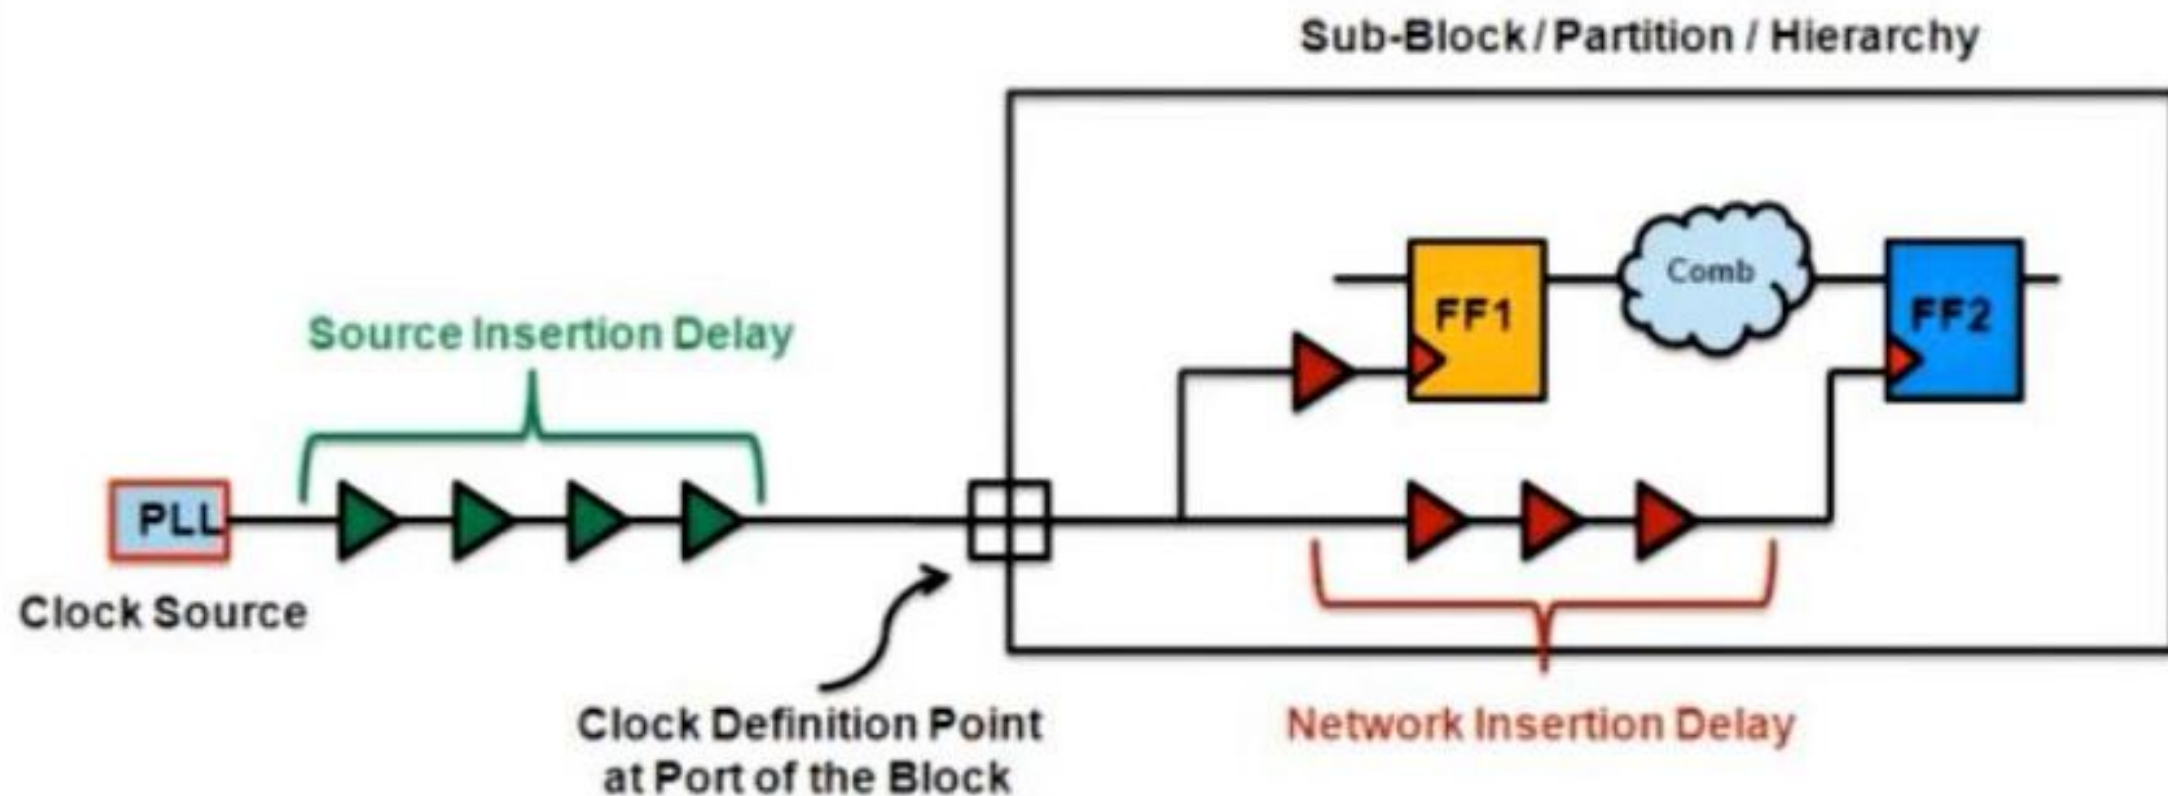 Sub-Block / Partition / Hierarchy
Comb
FF1
FF2
Source Insertion Delay
PLL
Clock Source
Clock Definition Point
at Port of the Block
Network Insertion Delay